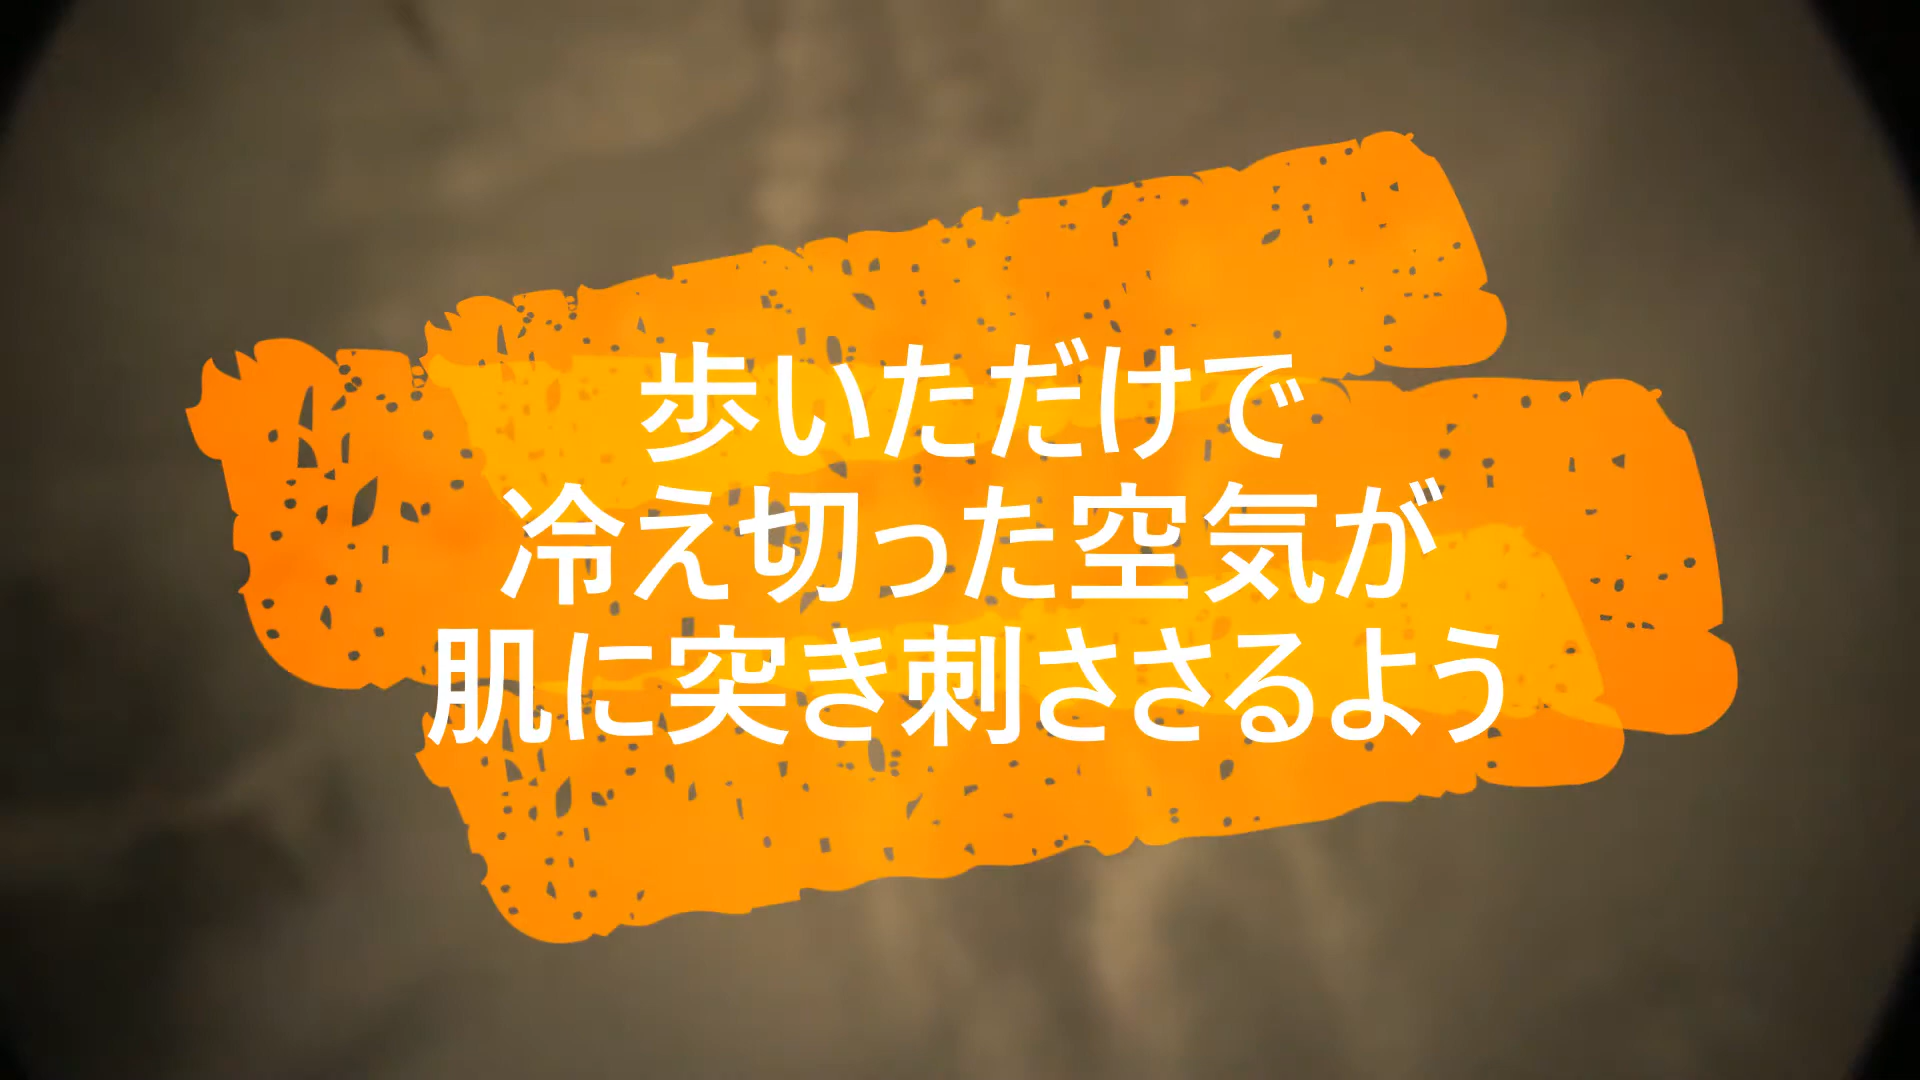 歩いただけで
冷え切った空気が
肌に突き刺ささるよう